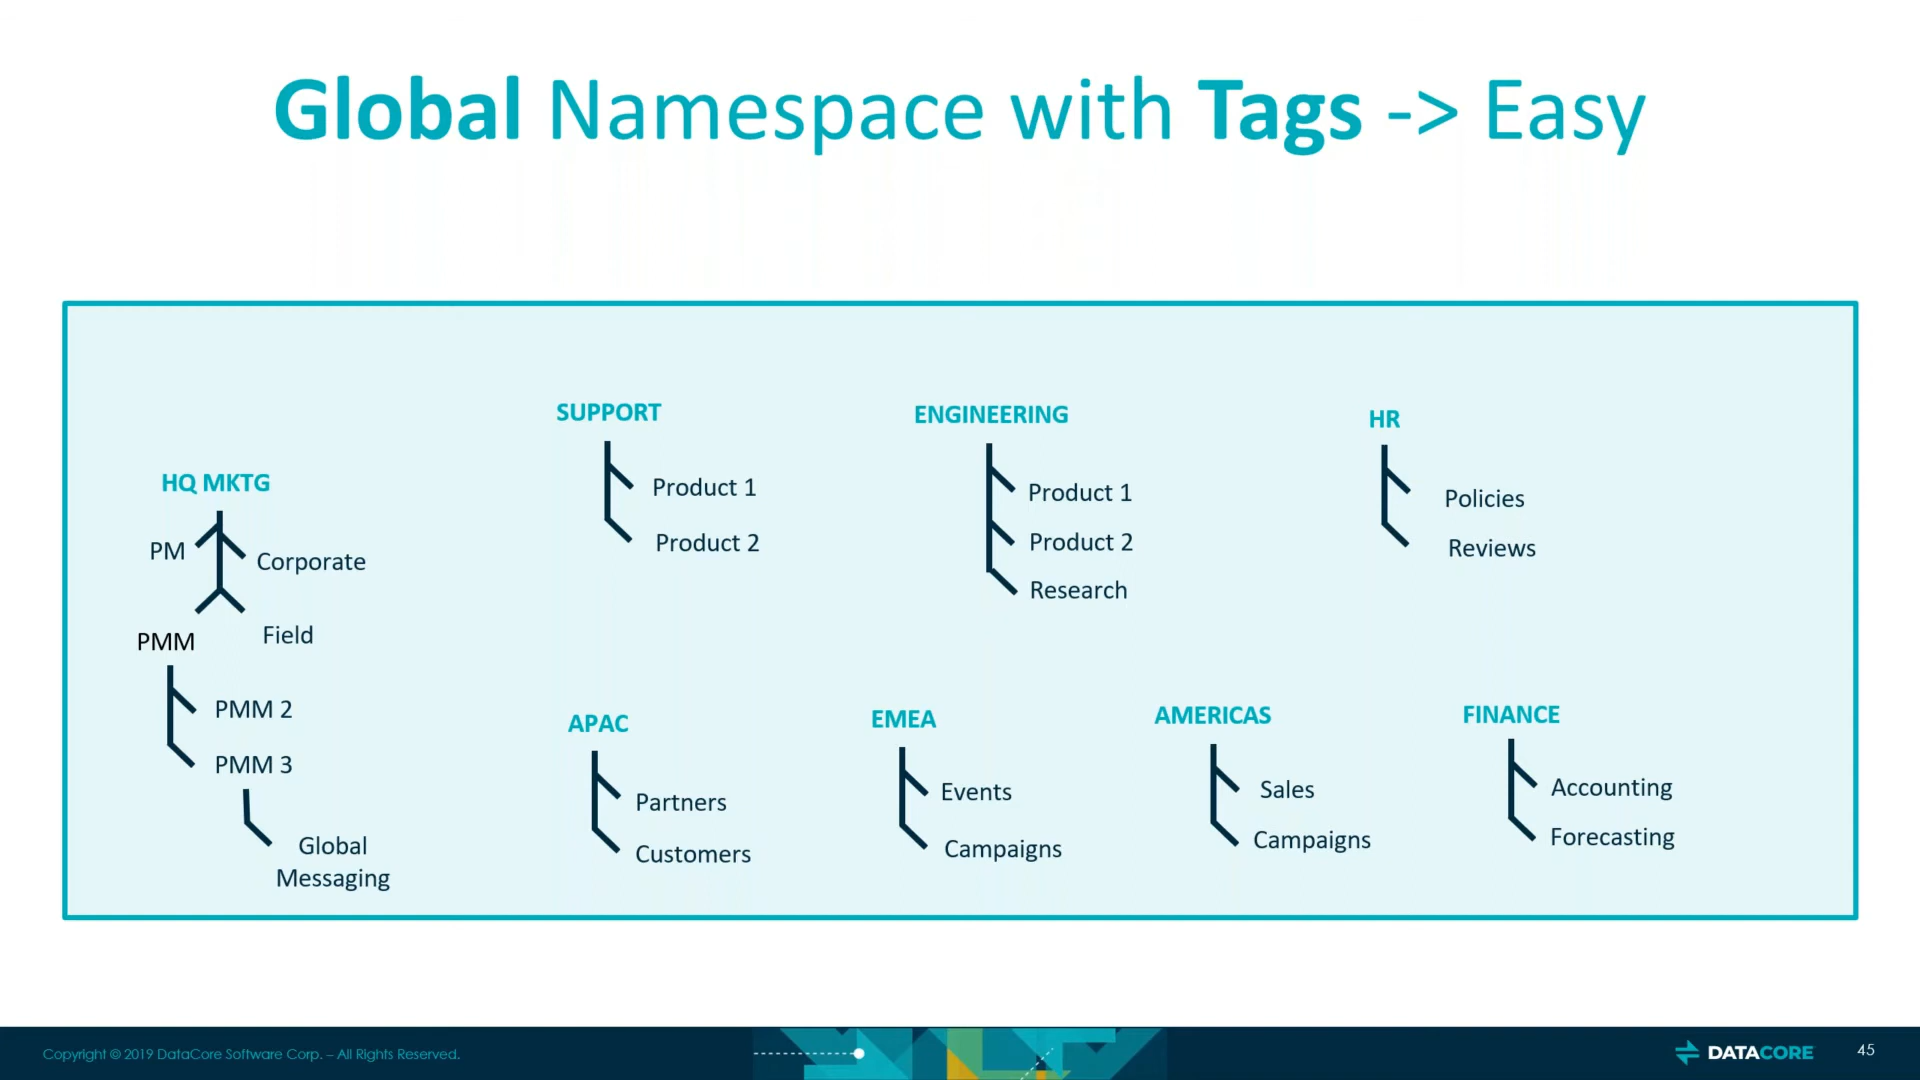 Global Namespace with Tags -> Easy
HQ MKTG
PM
Corporate
PMM
Field
PMM 2
PMM 3
Global
Messaging
SUPPORT
Product 1
Product 2
ENGINEERING
Product 1
Product 2
Research
HR
Policies
Reviews
APAC
Partners
Customers
EMEA
Events
Campaigns
AMERICAS
Sales
Campaigns
FINANCE
Accounting
Forecasting
Copyright © 2019 DataCore Software Corp. – All Rights Reserved.
DATACORE
45